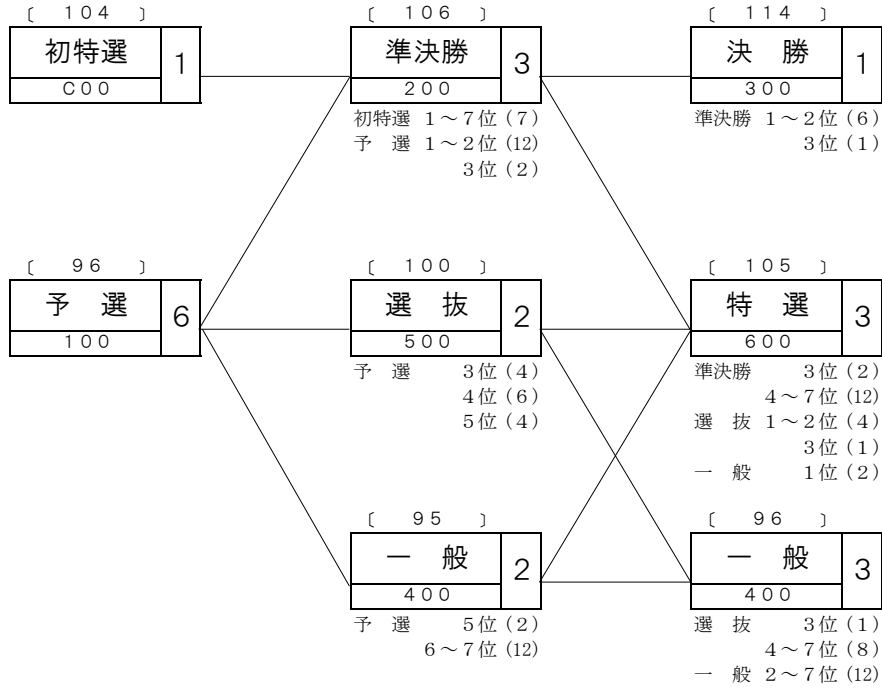 〔 104 〕
初特選 1
C00
〔 106 〕
準決勝 3
200
初特選 1～7位(7)
予 選 1～2位(12)
3位(2)
〔 114 〕
決 勝 1
300
準決勝 1～2位(6)
3位(1)
〔 96 〕
予 選 6
100
〔 100 〕
選 抜 2
500
予 選 3位(4)
4位(6)
5位(4)
〔 105 〕
特 選 3
600
準決勝 3位(2)
4～7位(12)
選 抜 1～2位(4)
3位(1)
一 般 1位(2)
〔 95 〕
一 般 2
400
予 選 5位(2)
6～7位(12)
〔 96 〕
一 般 3
400
選 抜 3位(1)
4～7位(8)
一 般 2～7位(12)